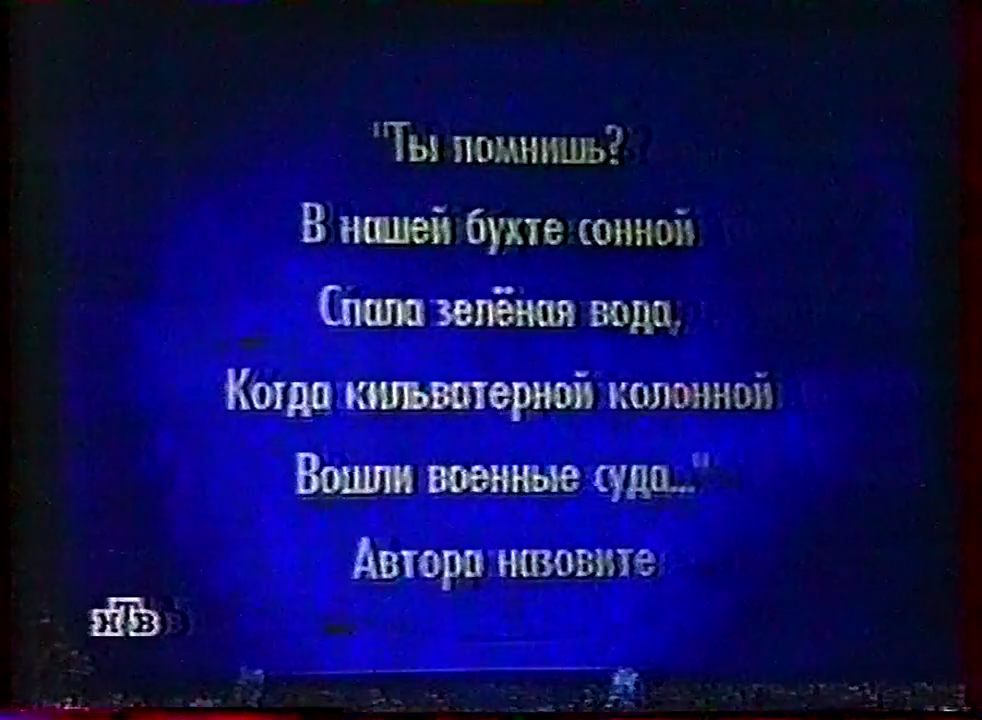 "Ты помнишь?
В нашей бухте сонной
Спала зелёная вода,
Когда кильватерной колонной
Вошли военные суда..."
Автора назовите
НТВ